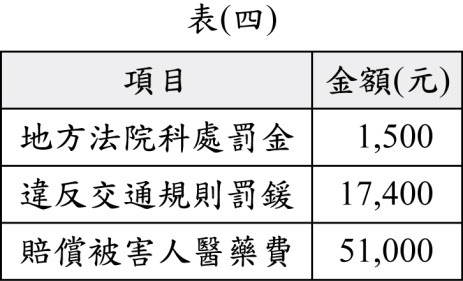 表(四)
項目 金額(元)
地方法院科處罰金 1,500
違反交通規則罰鍰 17,400
賠償被害人醫藥費 51,000